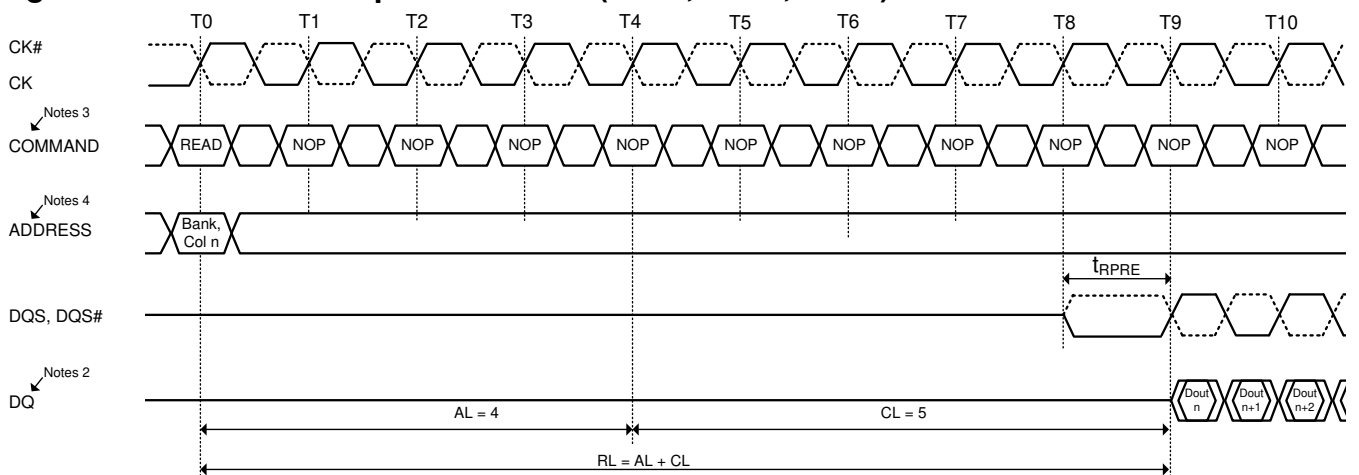 T0 T1 T2 T3 T4 T5 T6 T7 T8 T9 T10
CK#
CK
Notes 3
COMMAND
READ NOP NOP NOP NOP NOP NOP NOP NOP NOP NOP
Notes 4
ADDRESS
Bank,
Col n
tRPRE
DQS, DQS#
Notes 2
DQ
Dout
n
Dout
n+1
Dout
n+2
AL = 4
CL = 5
RL = AL + CL